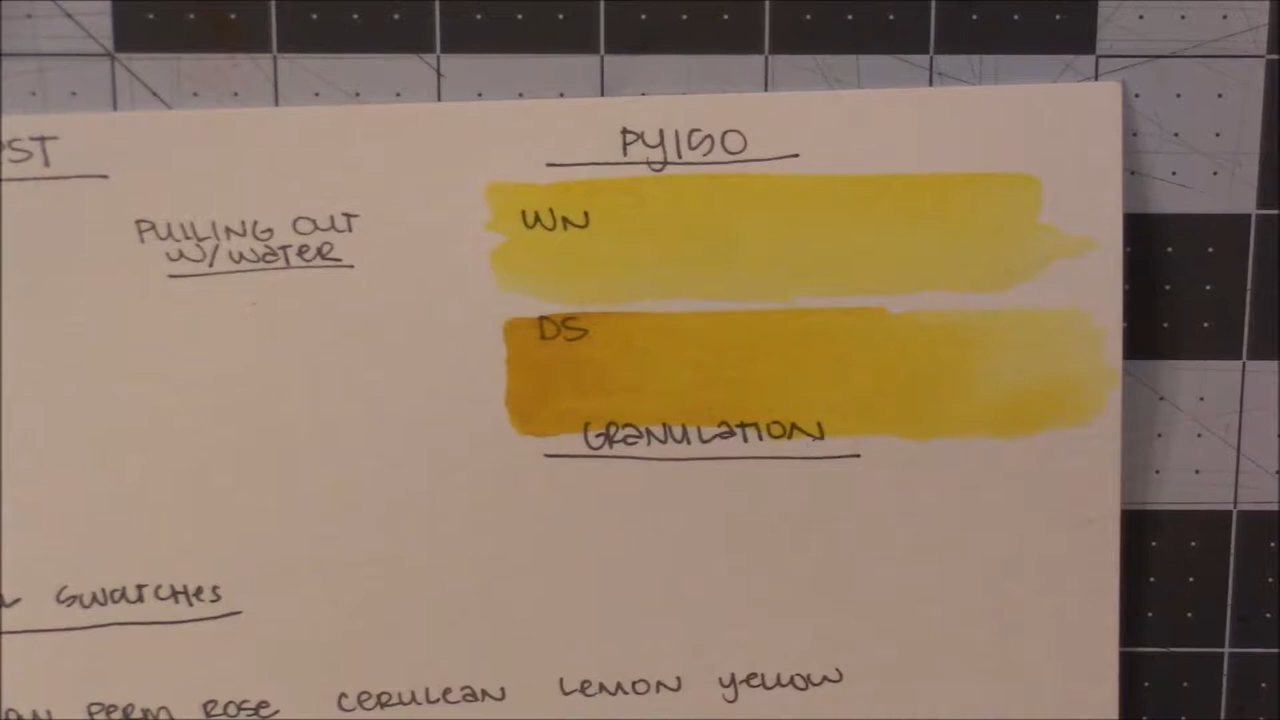 PY150
PULLING OUT
W/ WATER
WN
DS
GRANULATION
SWATCHES
PERM ROSE CERULEAN LEMON YELLOW